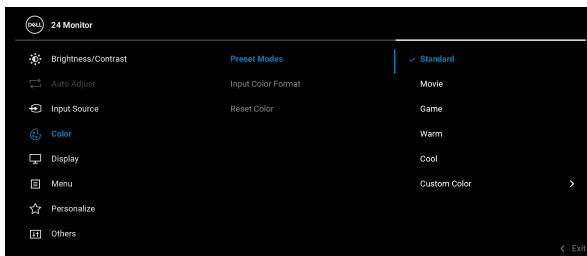 DELL 24 Monitor
Brightness/Contrast Preset Modes Standard
Auto Adjust Input Color Format Movie
Input Source Reset Color Game
Color Warm
Display Cool
Menu Custom Color
Personalize
Others
Exit